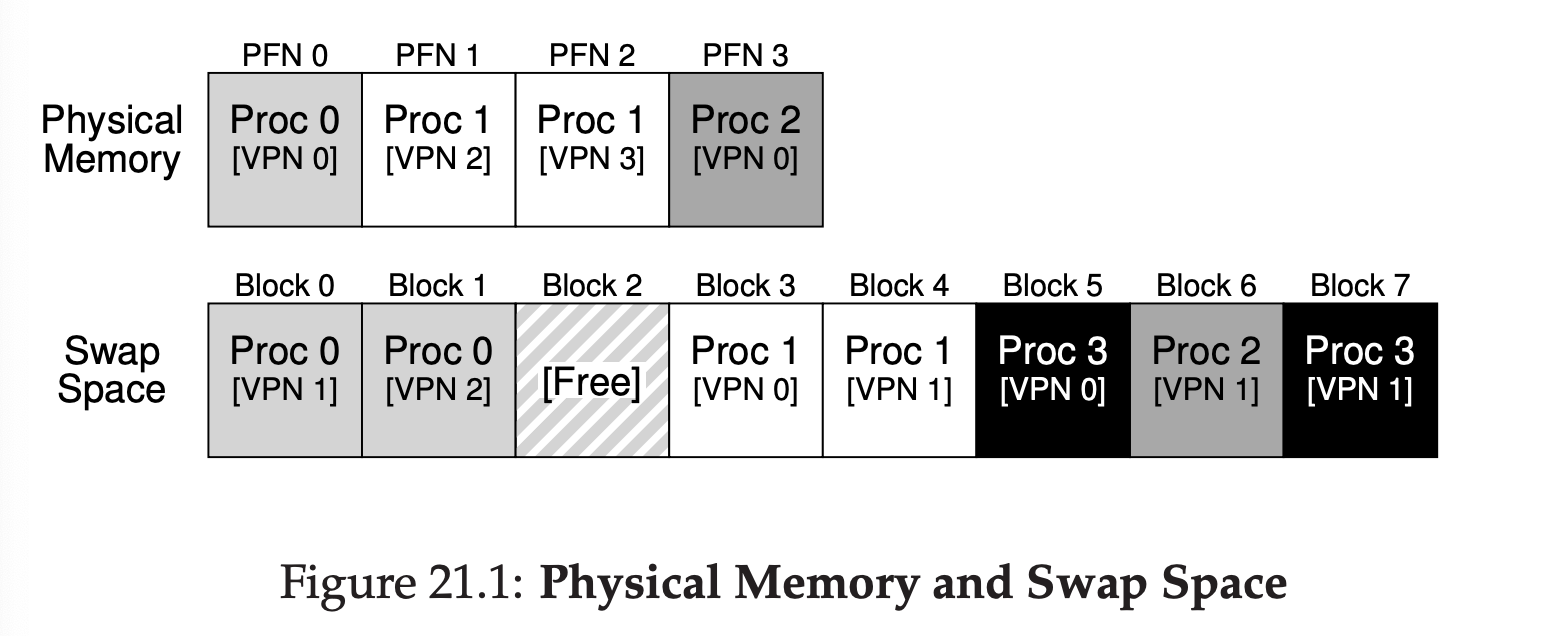 PFN 0 PFN 1 PFN 2 PFN 3
Physical Memory
Proc 0 Proc 1 Proc 1 Proc 2
[VPN 0] [VPN 2] [VPN 3] [VPN 0]
Block 0 Block 1 Block 2 Block 3 Block 4 Block 5 Block 6 Block 7
Swap Space
Proc 0 Proc 0 [Free] Proc 1 Proc 1 Proc 3 Proc 2 Proc 3
[VPN 1] [VPN 2] [VPN 0] [VPN 1] [VPN 0] [VPN 1] [VPN 1]
Figure 21.1: Physical Memory and Swap Space